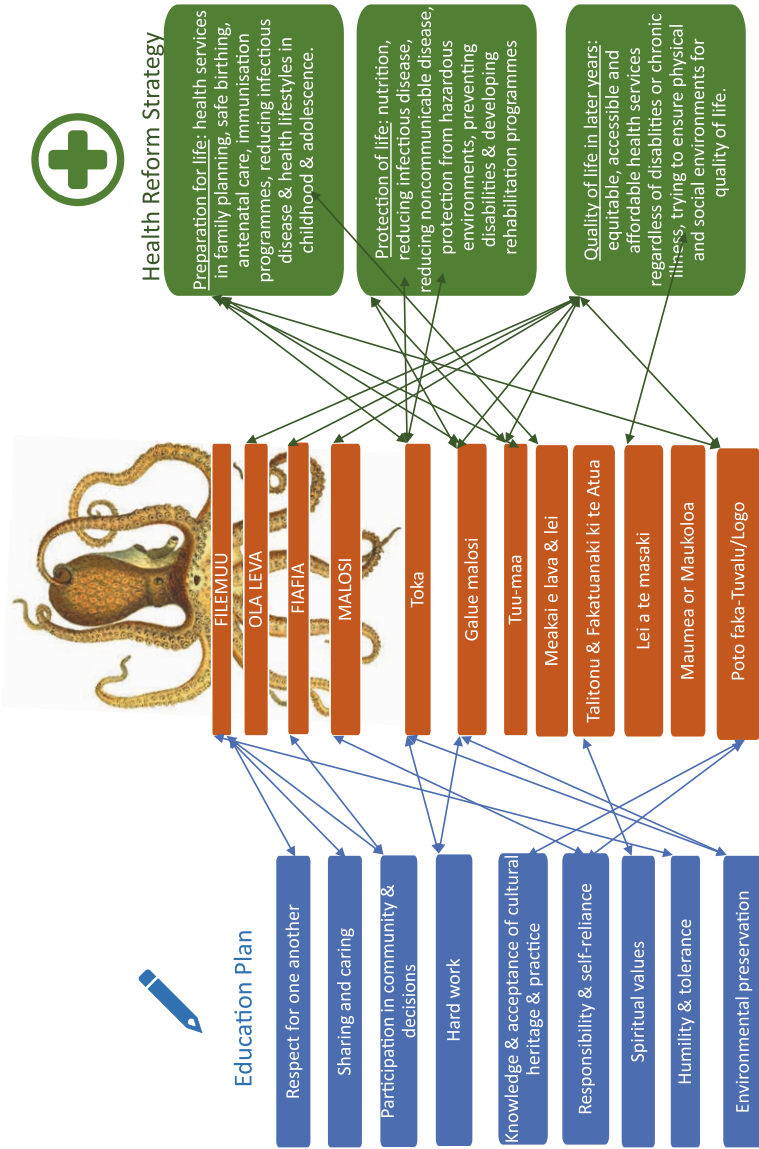 Education Plan
Respect for one another
Sharing and caring
Participation in community &
decisions
Hard work
Knowledge & acceptance of cultural
heritage & practice
Responsibility & self-reliance
Spiritual values
Humility & tolerance
Environmental preservation
FILEMUU
OLA LEVA
FIAFIA
MALOSI
Toka
Galue malosi
Tuu-maa
Meakai e lava & lei
Talitonu & Fakatuanaki ki te Atua
Lei a te masaki
Maumea or Maukoloa
Poto faka-Tuvalu/Logo
Health Reform Strategy
Preparation for life: health services
in family planning, safe birthing,
antenatal care, immunisation
programmes, reducing infectious
disease & health lifestyles in
childhood & adolescence.
Protection of life: nutrition,
reducing infectious disease,
reducing noncommunicable disease,
protection from hazardous
environments, preventing
disabilities & developing
rehabilitation programmes
Quality of life in later years:
equitable, accessible and
affordable health services
regardless of disablities or chronic
illness, trying to ensure physical
and social environments for
quality of life.